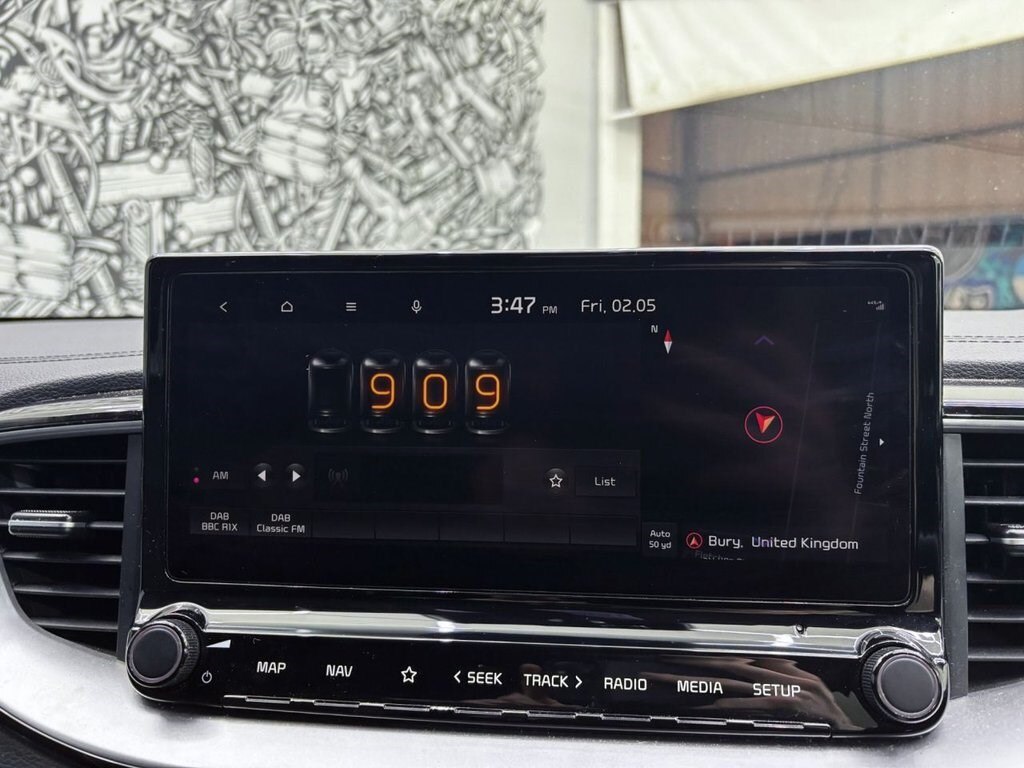 3:47 PM Fri, 02.05
N
909
Fountain Street North
AM
List
DAB
BBC R1X
DAB
Classic FM
Auto
50 yd
Bury, United Kingdom
MAP NAV < SEEK TRACK > RADIO MEDIA SETUP